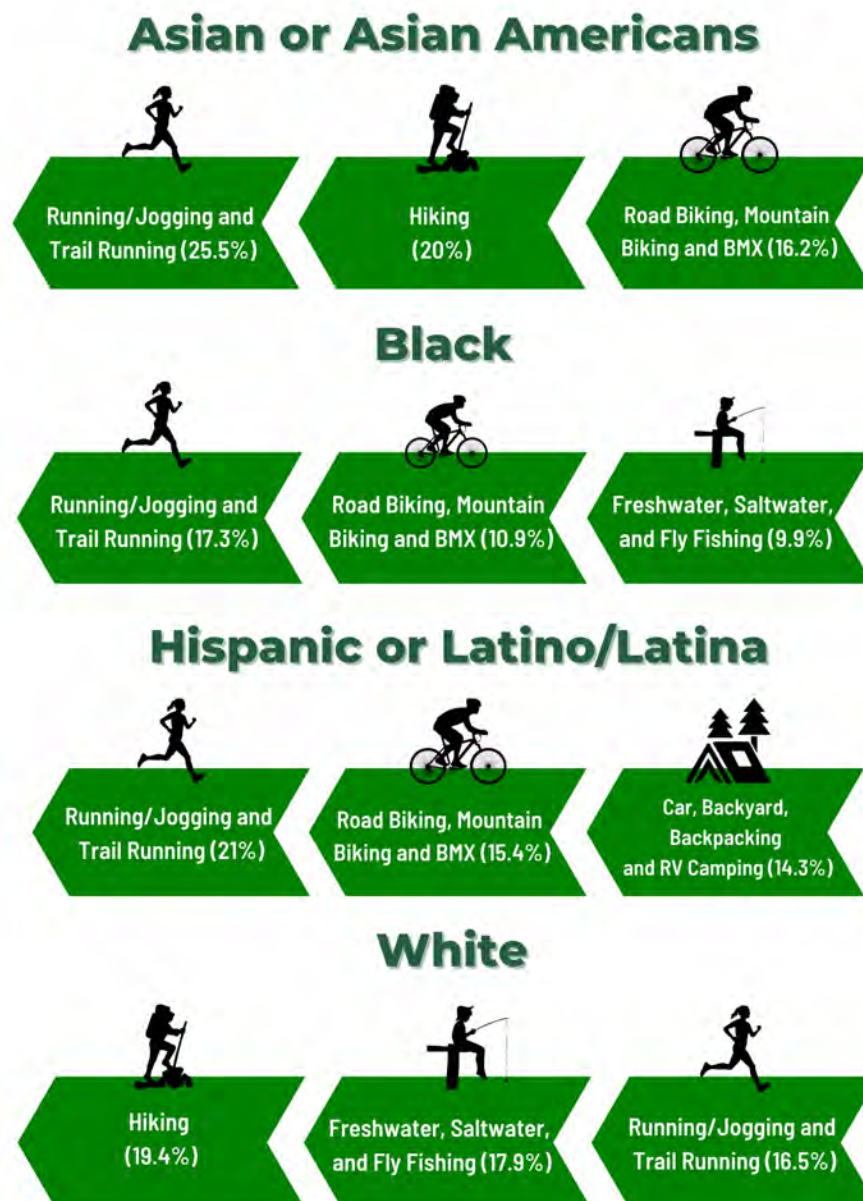 Asian or Asian Americans
Running/Jogging and
Trail Running (25.5%)
Hiking
(20%)
Road Biking, Mountain
Biking and BMX (16.2%)
Black
Running/Jogging and
Trail Running (17.3%)
Road Biking, Mountain
Biking and BMX (10.9%)
Freshwater, Saltwater,
and Fly Fishing (9.9%)
Hispanic or Latino/Latina
Running/Jogging and
Trail Running (21%)
Road Biking, Mountain
Biking and BMX (15.4%)
Car, Backyard,
Backpacking
and RV Camping (14.3%)
White
Hiking
(19.4%)
Freshwater, Saltwater,
and Fly Fishing (17.9%)
Running/Jogging and
Trail Running (16.5%)